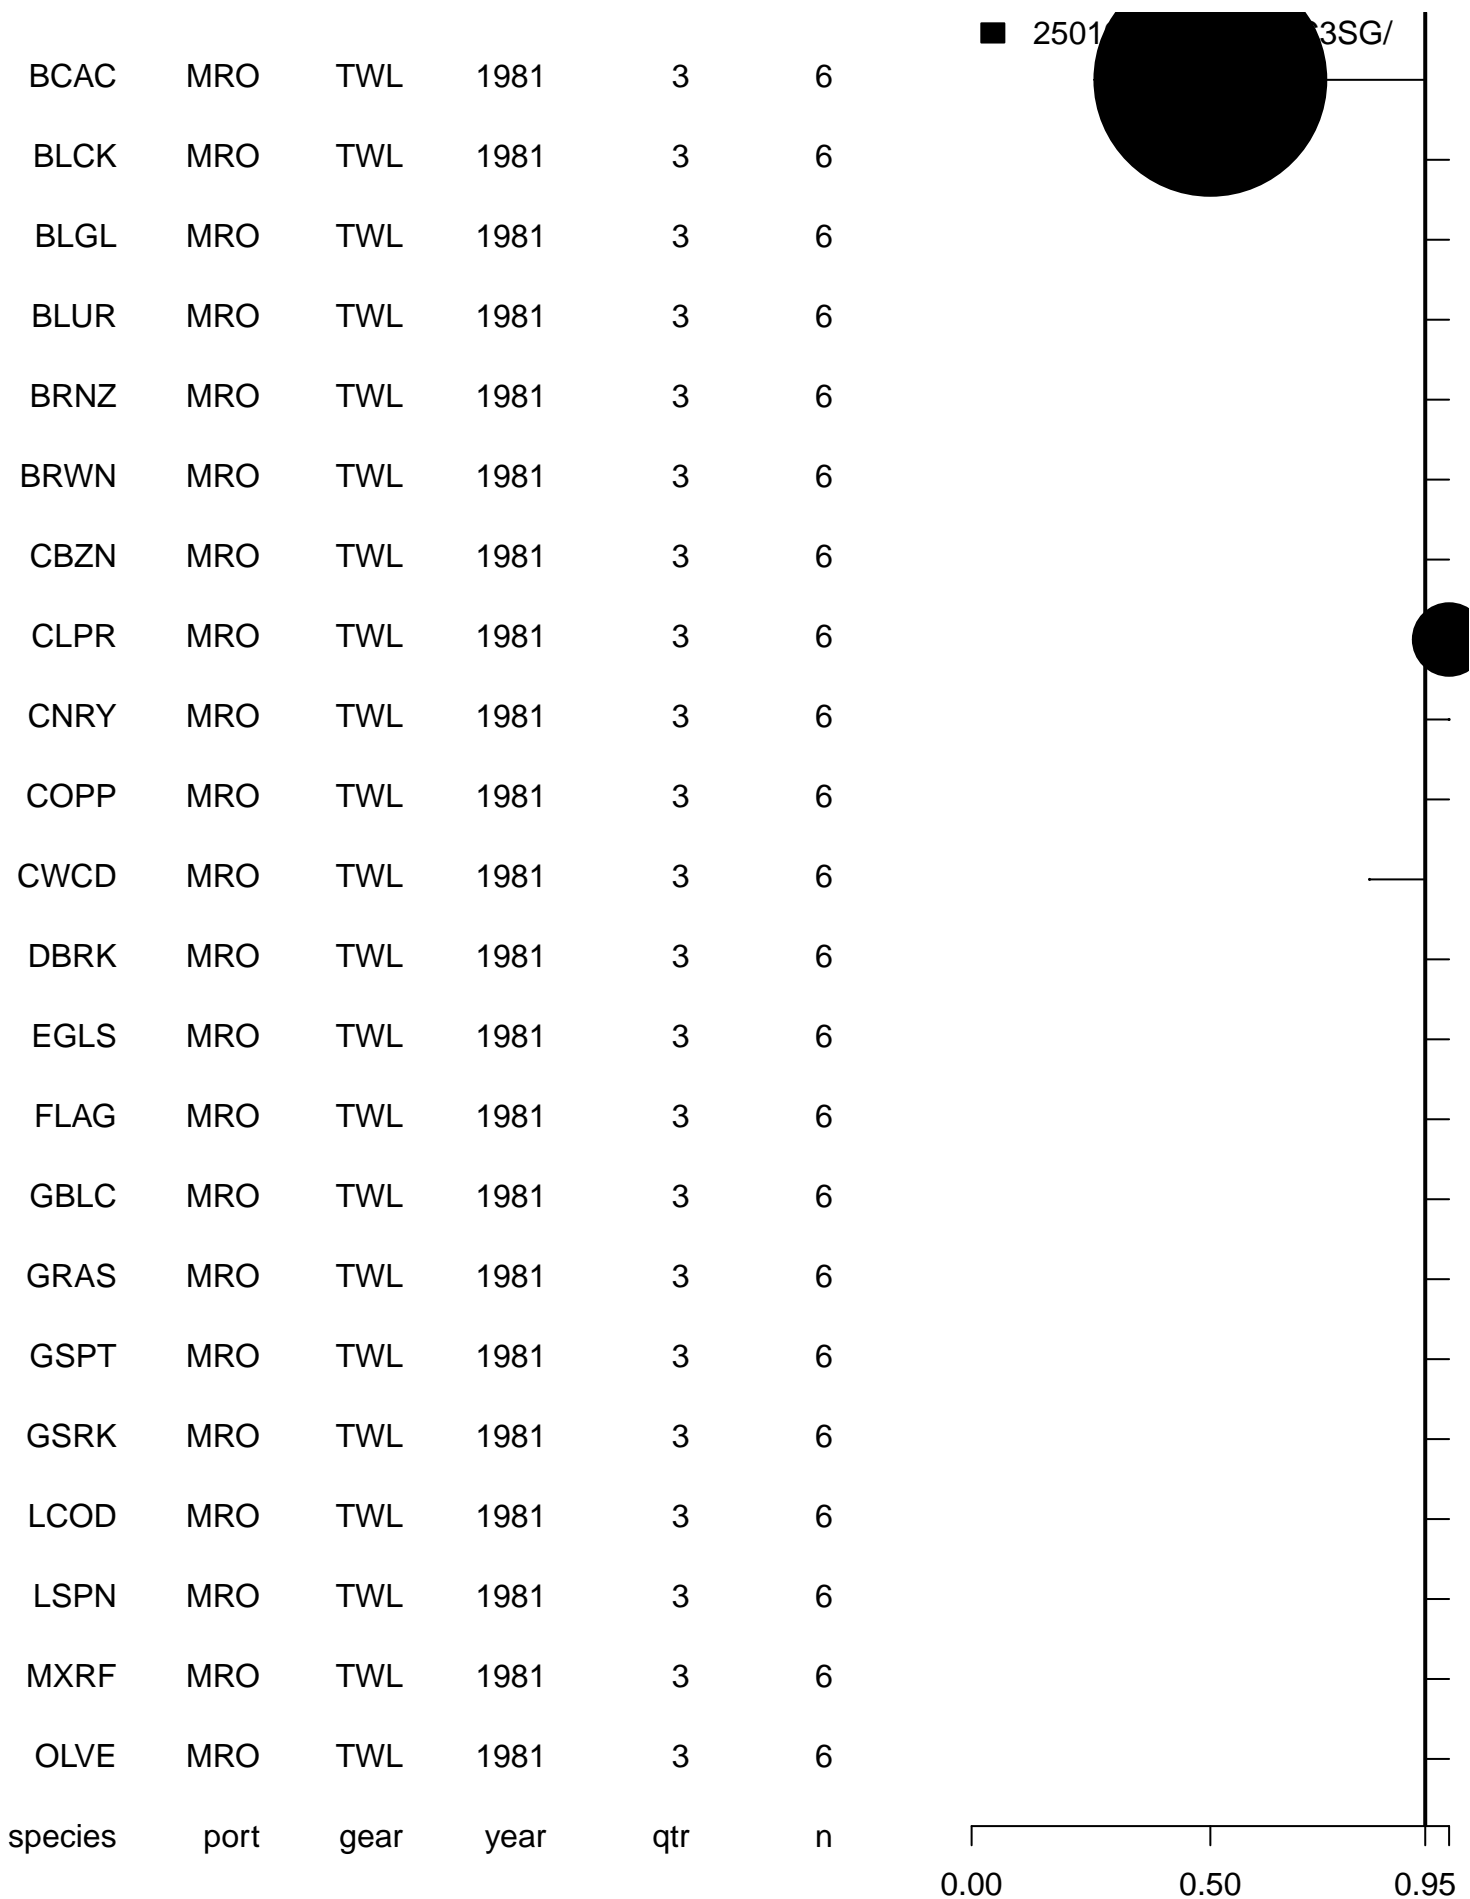 2501 3SG/
BCAC MRO TWL 1981 3 6
BLCK MRO TWL 1981 3 6
BLGL MRO TWL 1981 3 6
BLUR MRO TWL 1981 3 6
BRNZ MRO TWL 1981 3 6
BRWN MRO TWL 1981 3 6
CBZN MRO TWL 1981 3 6
CLPR MRO TWL 1981 3 6
CNRY MRO TWL 1981 3 6
COPP MRO TWL 1981 3 6
CWCD MRO TWL 1981 3 6
DBRK MRO TWL 1981 3 6
EGLS MRO TWL 1981 3 6
FLAG MRO TWL 1981 3 6
GBLC MRO TWL 1981 3 6
GRAS MRO TWL 1981 3 6
GSPT MRO TWL 1981 3 6
GSRK MRO TWL 1981 3 6
LCOD MRO TWL 1981 3 6
LSPN MRO TWL 1981 3 6
MXRF MRO TWL 1981 3 6
OLVE MRO TWL 1981 3 6
species port gear year qtr n
0.00 0.50 0.95